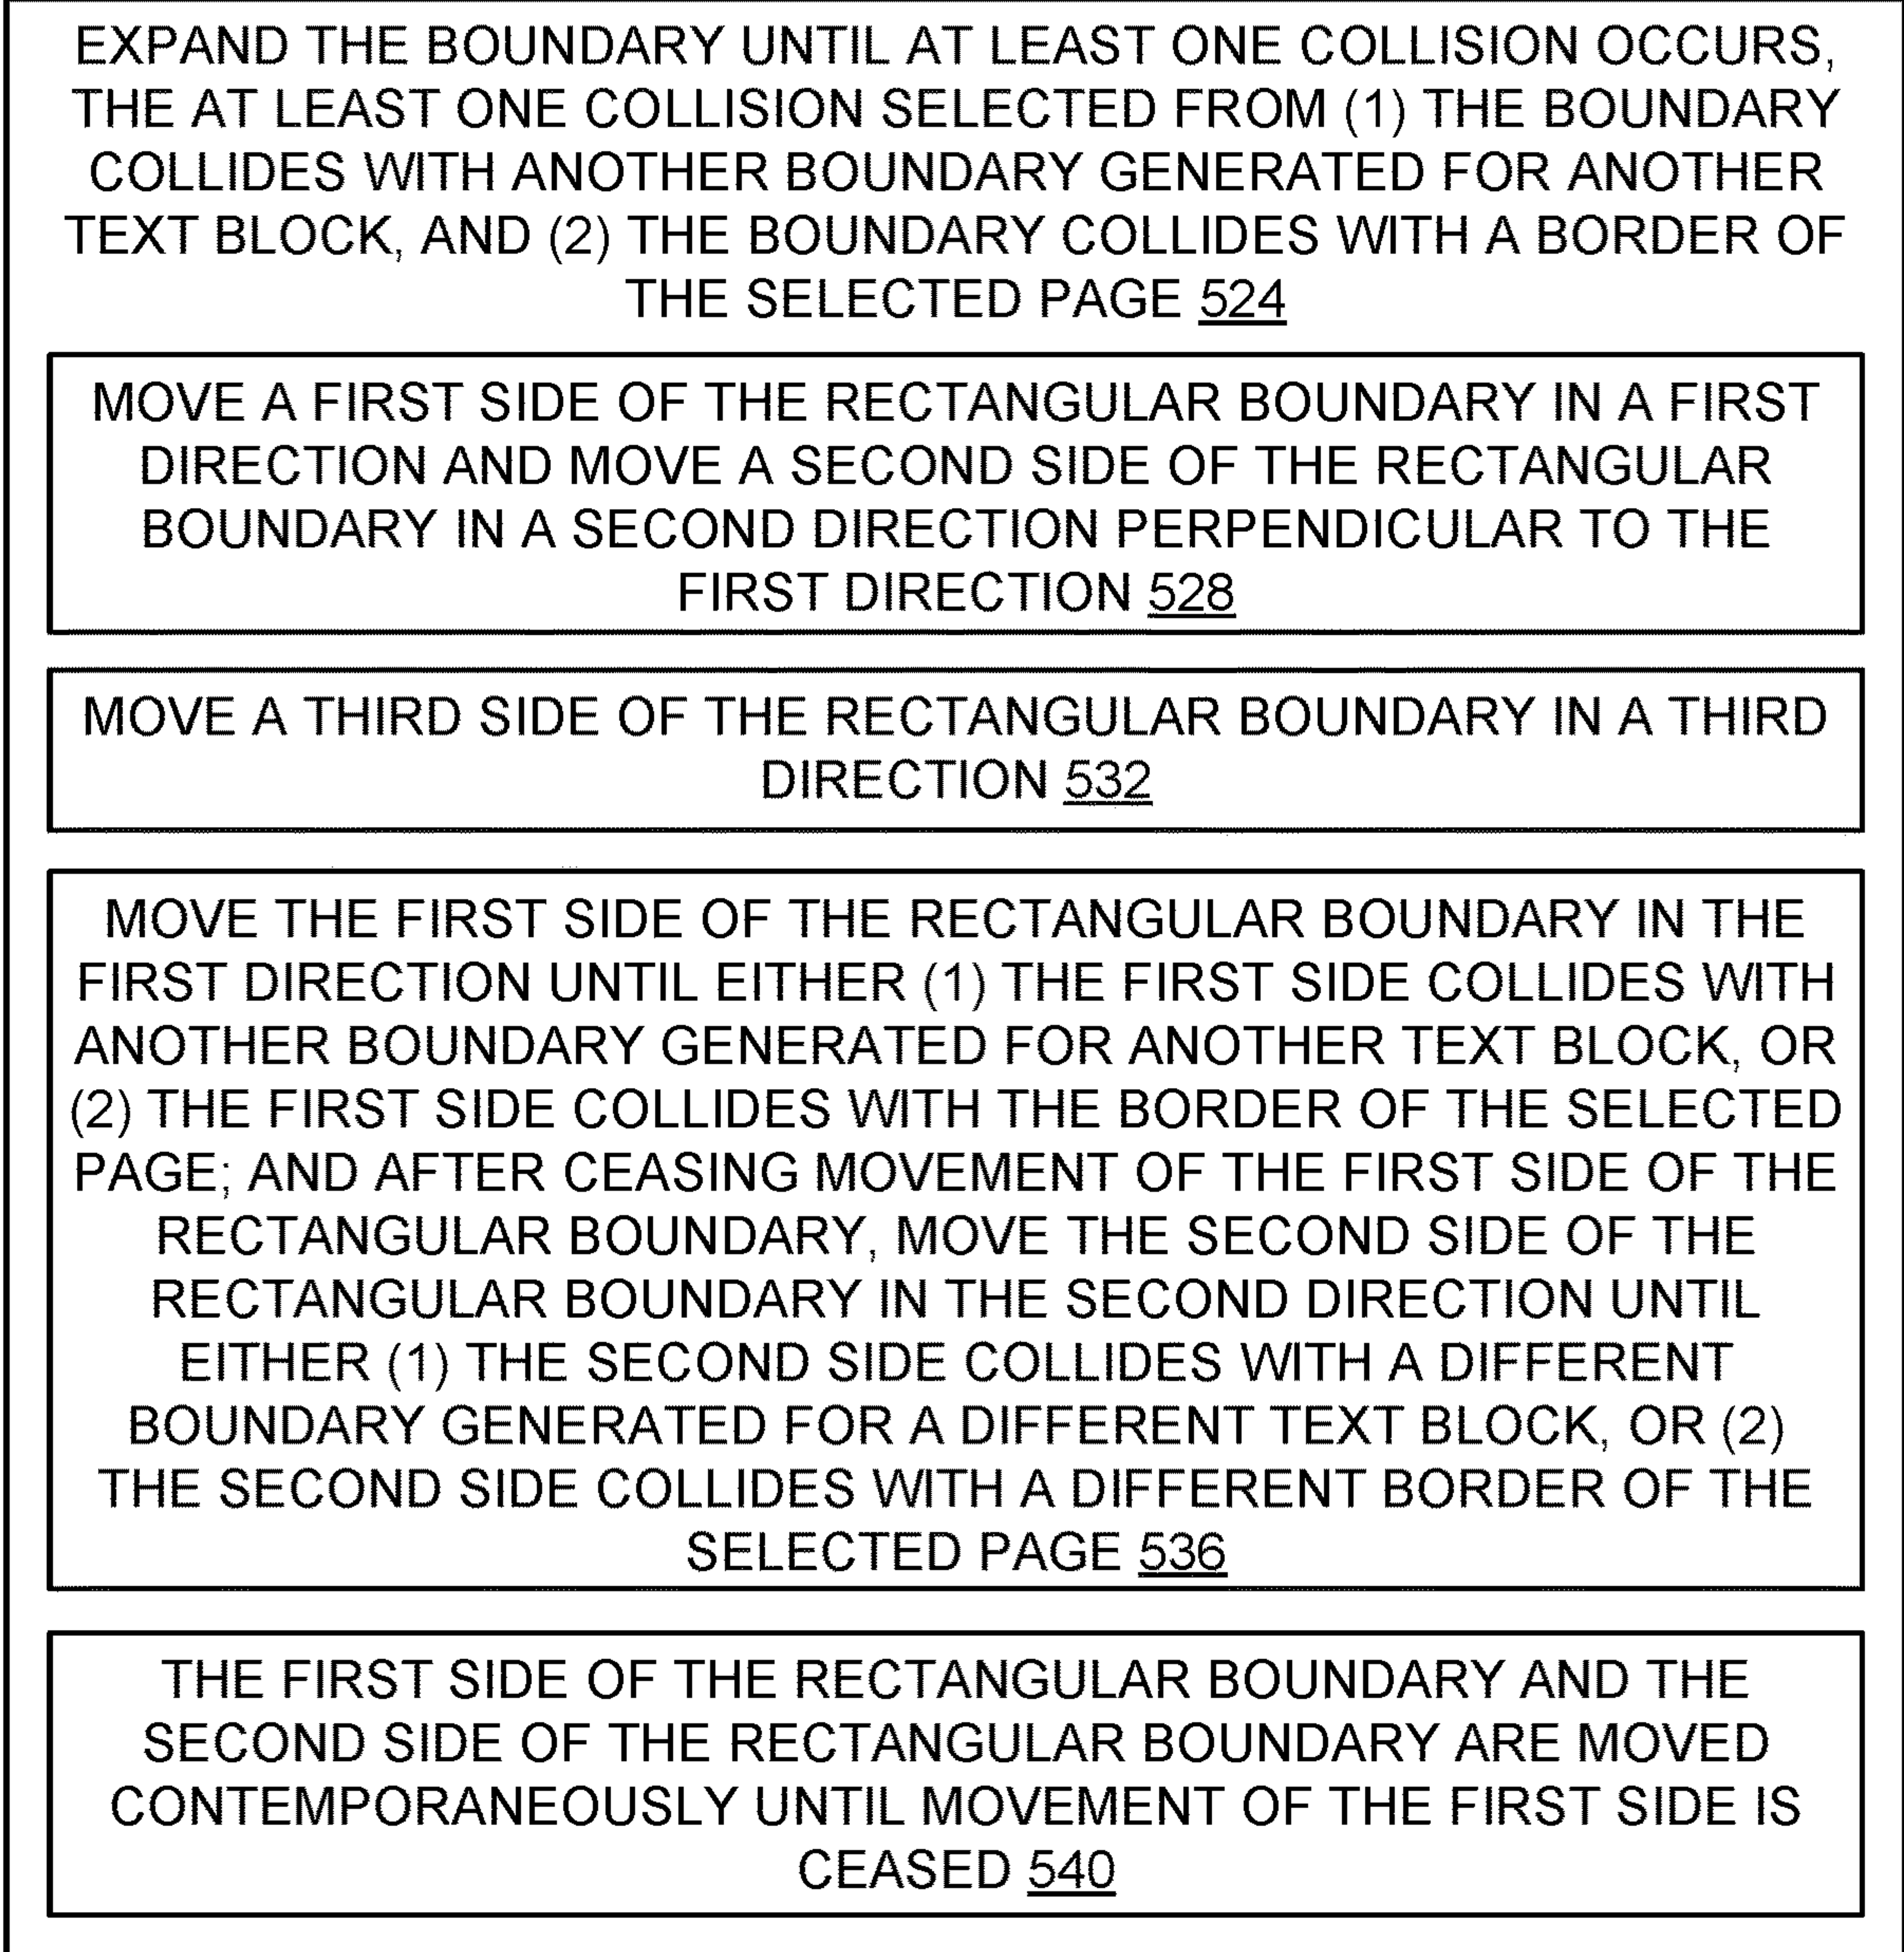 EXPAND THE BOUNDARY UNTIL AT LEAST ONE COLLISION OCCURS,
THE AT LEAST ONE COLLISION SELECTED FROM (1) THE BOUNDARY
COLLIDES WITH ANOTHER BOUNDARY GENERATED FOR ANOTHER
TEXT BLOCK, AND (2) THE BOUNDARY COLLIDES WITH A BORDER OF
THE SELECTED PAGE 524
MOVE A FIRST SIDE OF THE RECTANGULAR BOUNDARY IN A FIRST
DIRECTION AND MOVE A SECOND SIDE OF THE RECTANGULAR
BOUNDARY IN A SECOND DIRECTION PERPENDICULAR TO THE
FIRST DIRECTION 528
MOVE A THIRD SIDE OF THE RECTANGULAR BOUNDARY IN A THIRD
DIRECTION 532
MOVE THE FIRST SIDE OF THE RECTANGULAR BOUNDARY IN THE
FIRST DIRECTION UNTIL EITHER (1) THE FIRST SIDE COLLIDES WITH
ANOTHER BOUNDARY GENERATED FOR ANOTHER TEXT BLOCK, OR
(2) THE FIRST SIDE COLLIDES WITH THE BORDER OF THE SELECTED
PAGE; AND AFTER CEASING MOVEMENT OF THE FIRST SIDE OF THE
RECTANGULAR BOUNDARY, MOVE THE SECOND SIDE OF THE
RECTANGULAR BOUNDARY IN THE SECOND DIRECTION UNTIL
EITHER (1) THE SECOND SIDE COLLIDES WITH A DIFFERENT
BOUNDARY GENERATED FOR A DIFFERENT TEXT BLOCK, OR (2)
THE SECOND SIDE COLLIDES WITH A DIFFERENT BORDER OF THE
SELECTED PAGE 536
THE FIRST SIDE OF THE RECTANGULAR BOUNDARY AND THE
SECOND SIDE OF THE RECTANGULAR BOUNDARY ARE MOVED
CONTEMPORANEOUSLY UNTIL MOVEMENT OF THE FIRST SIDE IS
CEASED 540